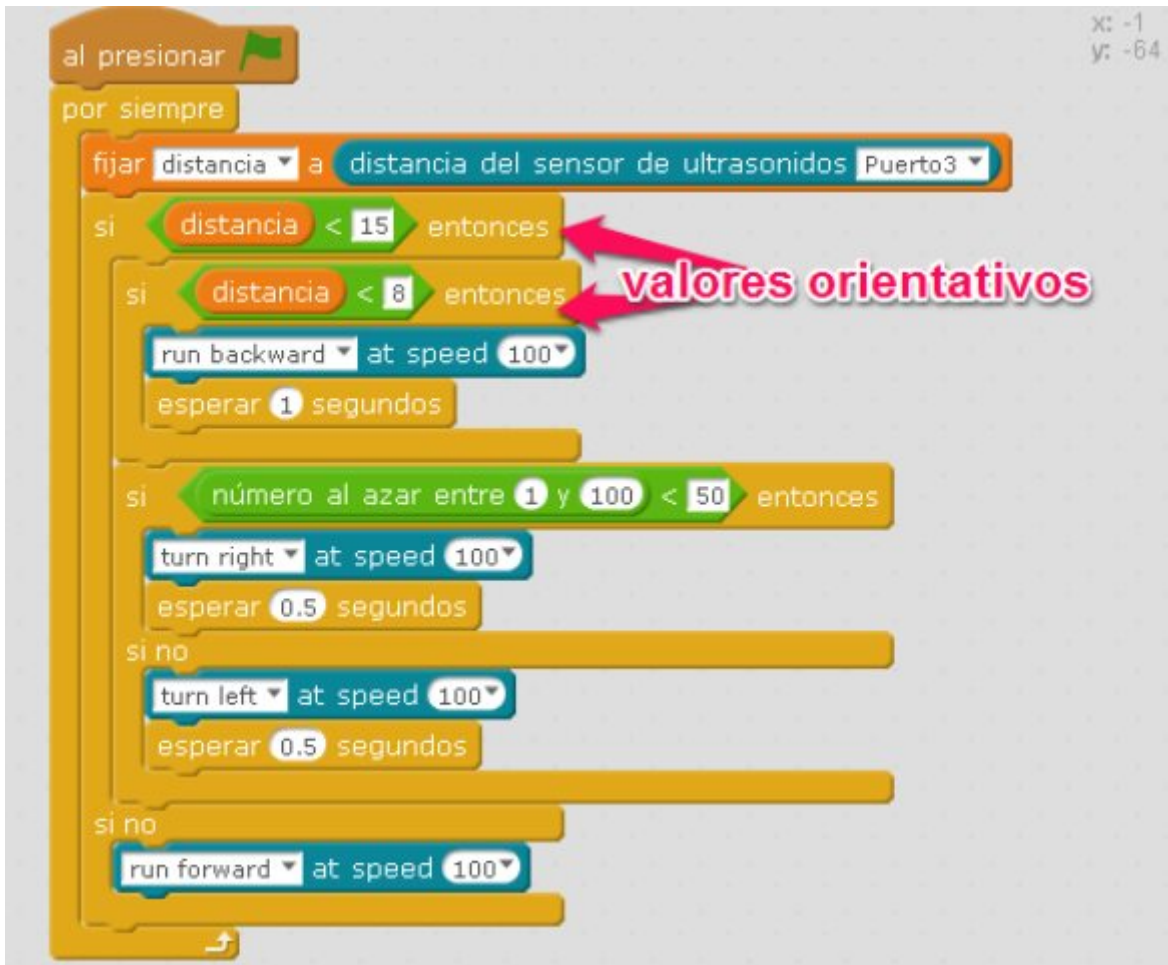 x: -1
y: -64
al presionar
por siempre
fijar distancia a distancia del sensor de ultrasonidos Puerto3
si distancia < 15 entonces
valores orientativos
si distancia < 8 entonces
run backward at speed 100
esperar 1 segundos
si número al azar entre 1 y 100 < 50 entonces
turn right at speed 100
esperar 0.5 segundos
si no
turn left at speed 100
esperar 0.5 segundos
si no
run forward at speed 100